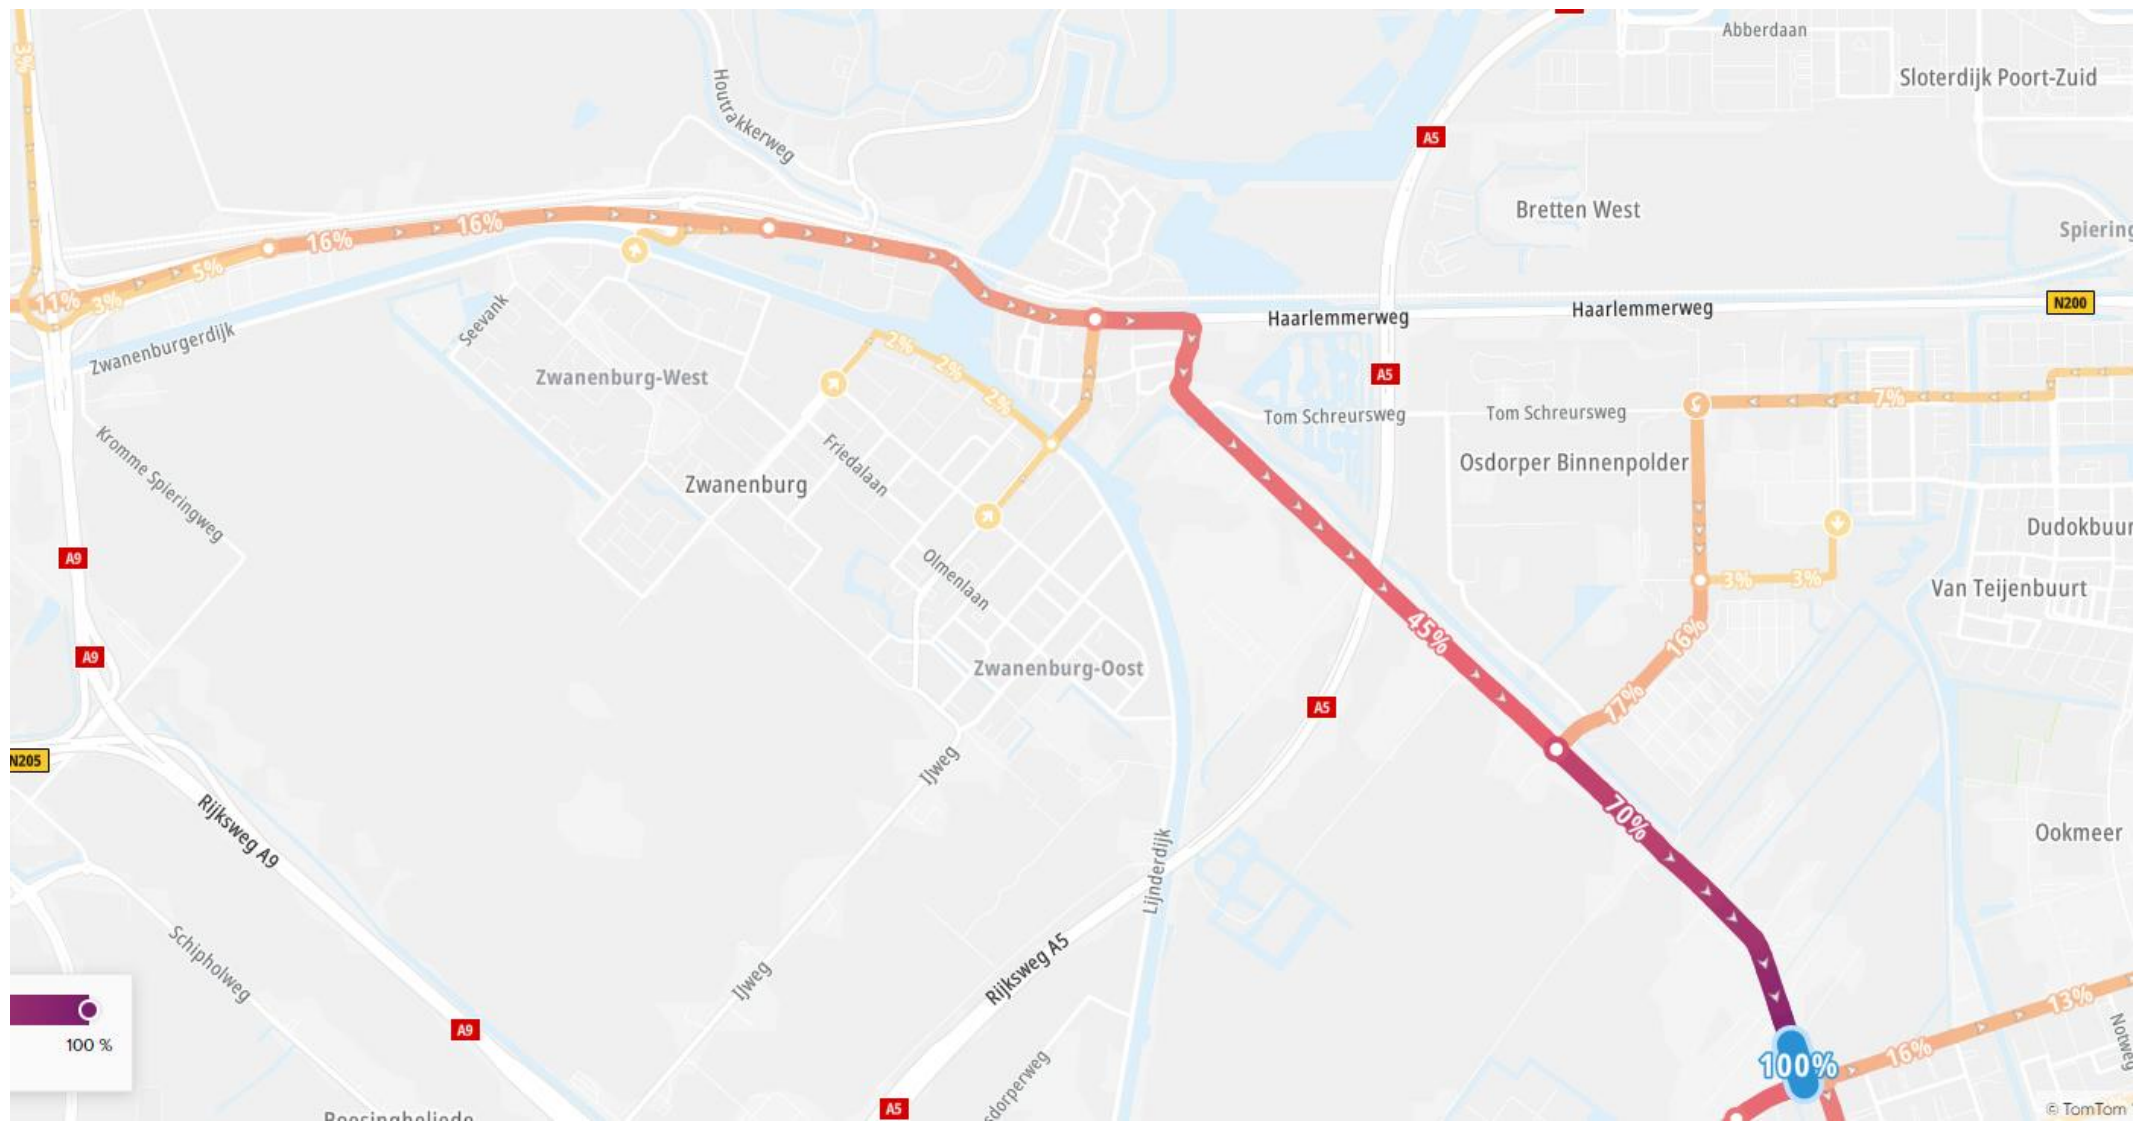 Abberdaan
3%
Sloterdijk Poort-Zuid
Houtrakkerweg
A5
Bretten West
16%
16%
Spiering
5%
11%
3%
N200
Haarlemmerweg
Haarlemmerweg
Seevank
Zwanenburgerdijk
2%
2%
2%
Zwanenburg-West
A5
7%
Tom Schreursweg
Tom Schreursweg
Kromme Spieringweg
Friedalaan
Osdorper Binnenpolder
Zwanenburg
Dudokbuur
A9
Olmenlaan
3%
3%
Van Teijenbuurt
45%
16%
A9
Zwanenburg-Oost
17%
A5
N205
IJweg
70%
Rijksweg A9
Ookmeer
Lijnderdijk
Schipholweg
IJweg
Rijksweg A5
13%
A9
Notweg
100 %
16%
100%
sdorperweg
A5
© TomTom